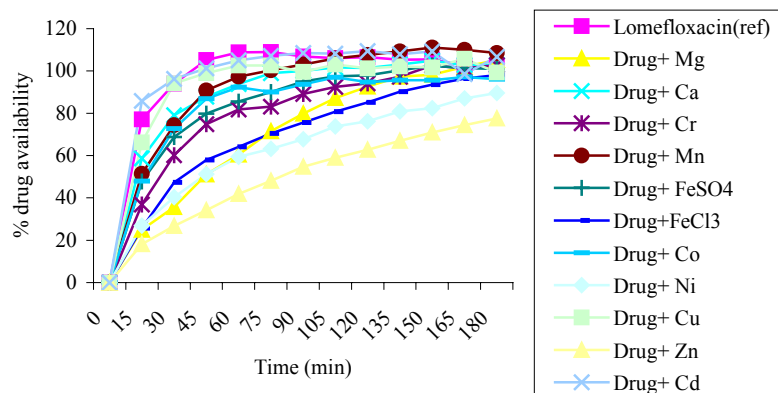 % drug availability
120
100
80
60
40
20
0
0 15 30 45 60 75 90 105 120 135 150 165 180
Time (min)
Lomefloxacin(ref)
Drug+ Mg
Drug+ Ca
Drug+ Cr
Drug+ Mn
Drug+ FeSO4
Drug+FeCl3
Drug+ Co
Drug+ Ni
Drug+ Cu
Drug+ Zn
Drug+ Cd